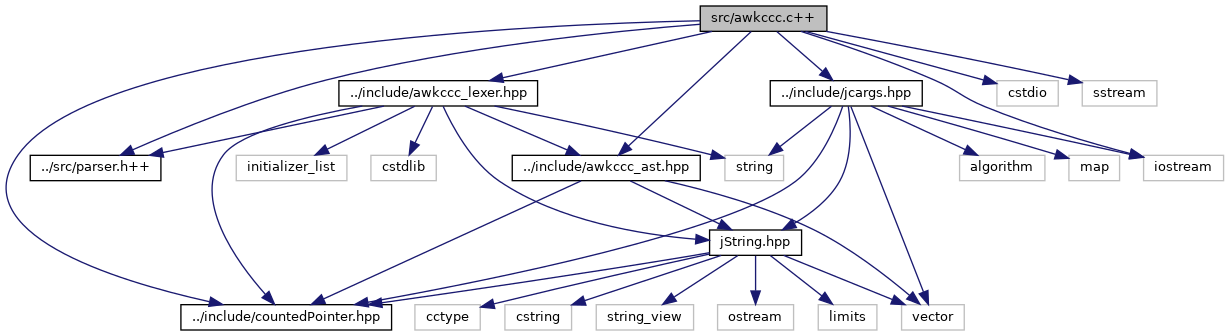 src/awkccc.c++
../include/awkccc_lexer.hpp
../include/jcargs.hpp
cstdio
sstream
../src/parser.h++
initializer_list
cstdlib
../include/awkccc_ast.hpp
string
algorithm
map
iostream
jString.hpp
../include/countedPointer.hpp
cctype
cstring
string_view
ostream
limits
vector